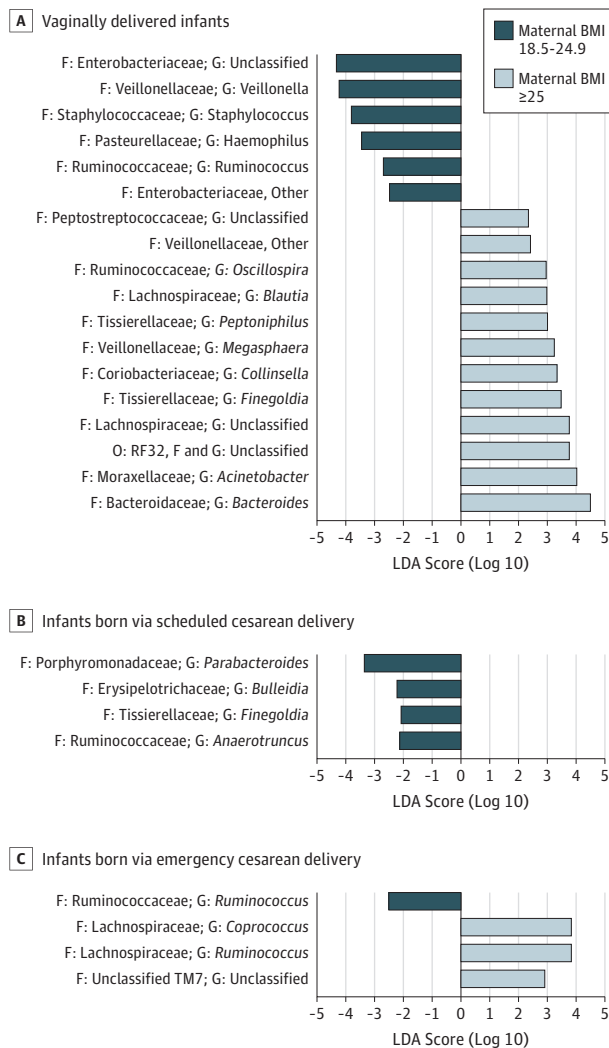 A Vaginally delivered infants
Maternal BMI
18.5-24.9
Maternal BMI
≥25
F: Enterobacteriaceae; G: Unclassified
F: Veillonellaceae; G: Veillonella
F: Staphylococcaceae; G: Staphylococcus
F: Pasteurellaceae; G: Haemophilus
F: Ruminococcaceae; G: Ruminococcus
F: Enterobacteriaceae, Other
F: Peptostreptococcaceae; G: Unclassified
F: Veillonellaceae, Other
F: Ruminococcaceae; G: Oscillospira
F: Lachnospiraceae; G: Blautia
F: Tissierellaceae; G: Peptoniphilus
F: Veillonellaceae; G: Megasphaera
F: Coriobacteriaceae; G: Collinsella
F: Tissierellaceae; G: Finegoldia
F: Lachnospiraceae; G: Unclassified
O: RF32, F and G: Unclassified
F: Moraxellaceae; G: Acinetobacter
F: Bacteroidaceae; G: Bacteroides
-5 -4 -3 -2 -1 0 1 2 3 4 5
LDA Score (Log 10)
B Infants born via scheduled cesarean delivery
F: Porphyromonadaceae; G: Parabacteroides
F: Erysipelotrichaceae; G: Bulleidia
F: Tissierellaceae; G: Finegoldia
F: Ruminococcaceae; G: Anaerotruncus
-5 -4 -3 -2 -1 0 1 2 3 4 5
LDA Score (Log 10)
C Infants born via emergency cesarean delivery
F: Ruminococcaceae; G: Ruminococcus
F: Lachnospiraceae; G: Coprococcus
F: Lachnospiraceae; G: Ruminococcus
F: Unclassified TM7; G: Unclassified
-5 -4 -3 -2 -1 0 1 2 3 4 5
LDA Score (Log 10)